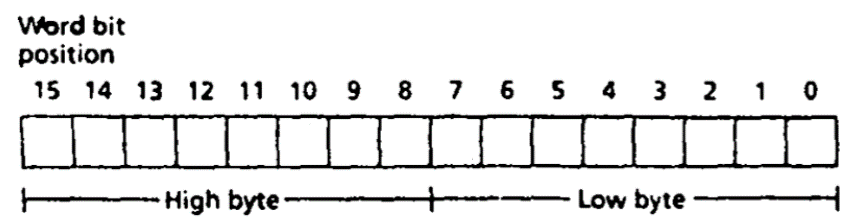 Word bit
position
15 14 13 12 11 10 9 8 7 6 5 4 3 2 1 0
High byte Low byte